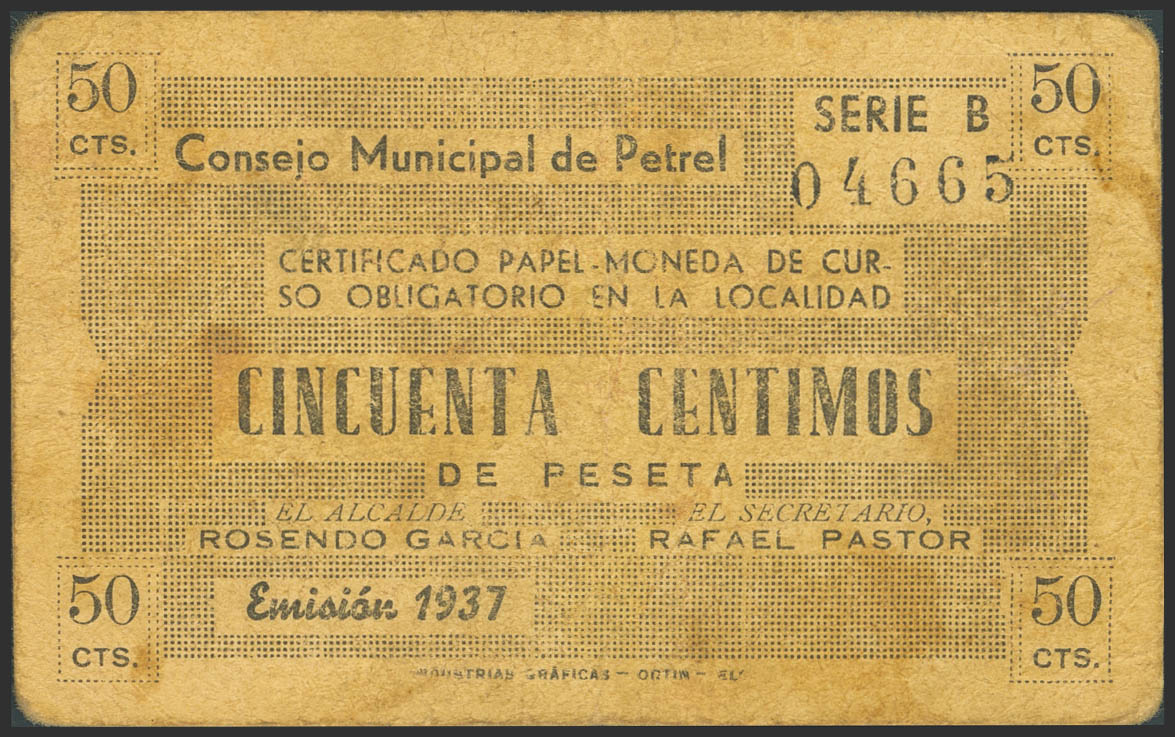 50
CTS.
50
CTS.
SERIE B
04665
Consejo Municipal de Petrel
CERTIFICADO PAPEL-MONEDA DE CUR-
SO OBLIGATORIO EN LA LOCALIDAD
CINCUENTA CENTIMOS
DE PESETA
EL ALCALDE
EL SECRETARIO,
ROSENDO GARCIA
RAFAEL PASTOR
50
CTS.
Emisión 1937
50
CTS.
INDUSTRIAS GRÁFICAS —